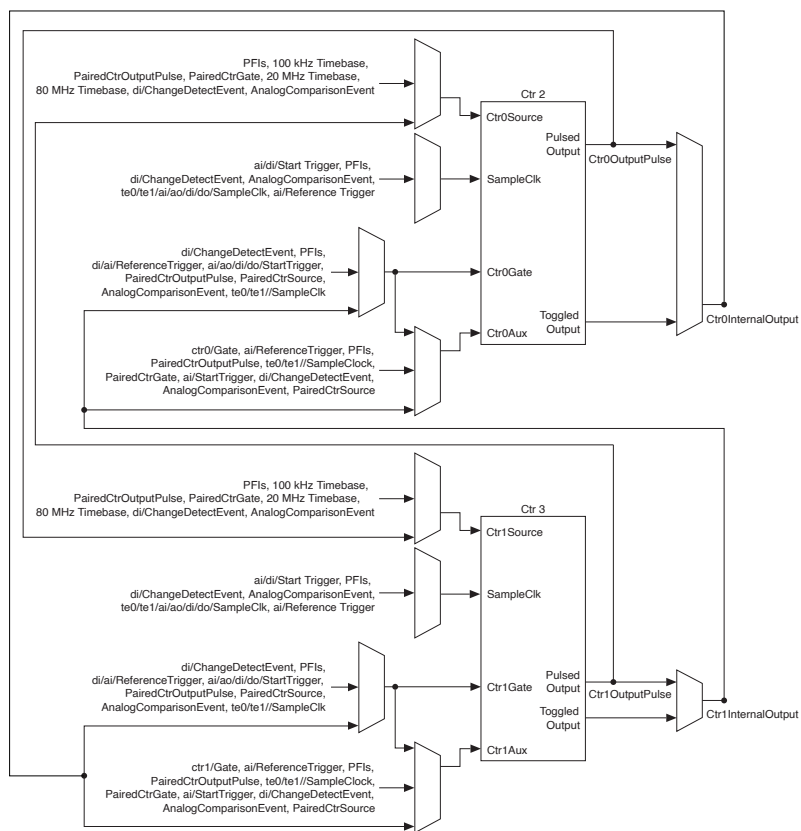 PFIs, 100 kHz Timebase,
PairedCtrOutputPulse, PairedCtrGate, 20 MHz Timebase,
80 MHz Timebase, di/ChangeDetectEvent, AnalogComparisonEvent
Ctr 2
Ctr0Source
Pulsed
Output
Ctr0OutputPulse
ai/di/Start Trigger, PFIs,
di/ChangeDetectEvent, AnalogComparisonEvent,
te0/te1/ai/ao/di/do/SampleClk, ai/Reference Trigger
SampleClk
di/ChangeDetectEvent, PFIs,
di/ai/ReferenceTrigger, ai/ao/di/do/StartTrigger,
PairedCtrOutputPulse, PairedCtrSource,
AnalogComparisonEvent, te0/te1//SampleClk
Ctr0Gate
Toggled
Output
Ctr0InternalOutput
Ctr0Aux
ctr0/Gate, ai/ReferenceTrigger, PFIs,
PairedCtrOutputPulse, te0/te1//SampleClock,
PairedCtrGate, ai/StartTrigger, di/ChangeDetectEvent,
AnalogComparisonEvent, PairedCtrSource
PFIs, 100 kHz Timebase,
PairedCtrOutputPulse, PairedCtrGate, 20 MHz Timebase,
80 MHz Timebase, di/ChangeDetectEvent, AnalogComparisonEvent
Ctr 3
Ctr1Source
ai/di/Start Trigger, PFIs,
di/ChangeDetectEvent, AnalogComparisonEvent,
te0/te1/ai/ao/di/do/SampleClk, ai/Reference Trigger
SampleClk
di/ChangeDetectEvent, PFIs,
di/ai/ReferenceTrigger, ai/ao/di/do/StartTrigger,
PairedCtrOutputPulse, PairedCtrSource,
AnalogComparisonEvent, te0/te1//SampleClk
Ctr1Gate
Pulsed
Output
Ctr1OutputPulse
Toggled
Output
Ctr1InternalOutput
Ctr1Aux
ctr1/Gate, ai/ReferenceTrigger, PFIs,
PairedCtrOutputPulse, te0/te1//SampleClock,
PairedCtrGate, ai/StartTrigger, di/ChangeDetectEvent,
AnalogComparisonEvent, PairedCtrSource